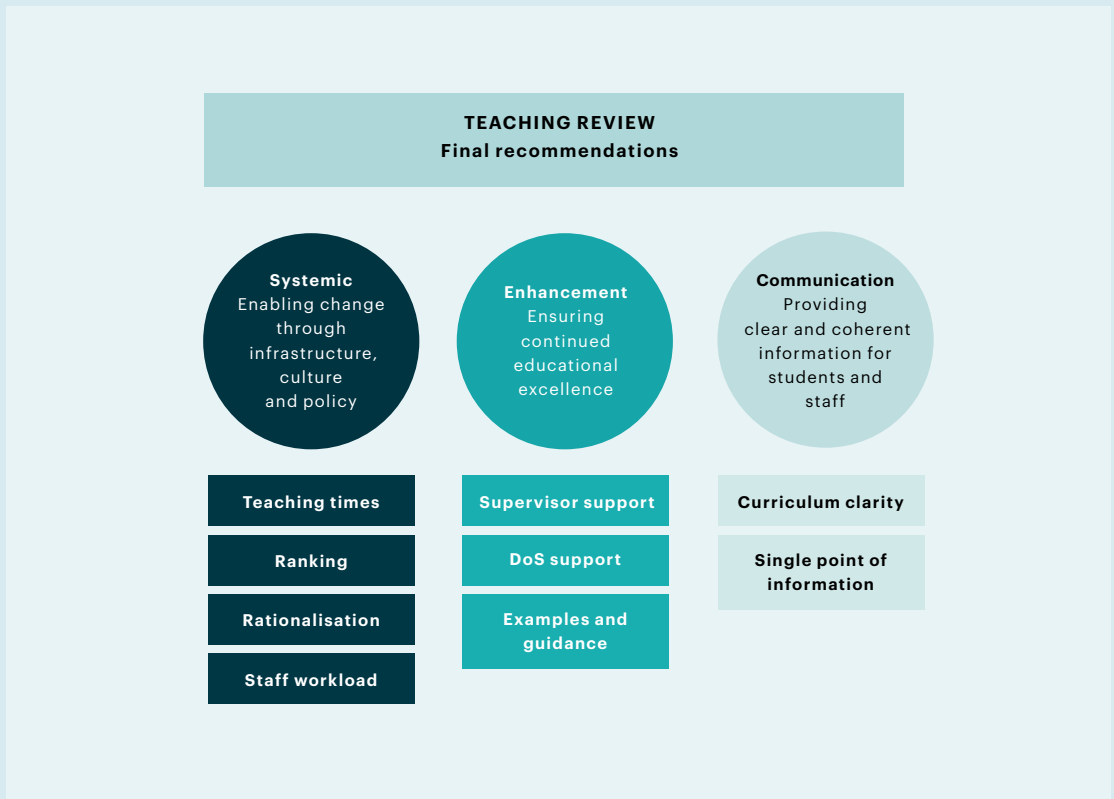 TEACHING REVIEW
Final recommendations
Systemic
Enabling change
through
infrastructure,
culture
and policy
Enhancement
Ensuring
continued
educational
excellence
Communication
Providing
clear and coherent
information for
students and
staff
Teaching times
Ranking
Rationalisation
Staff workload
Supervisor support
DoS support
Examples and
guidance
Curriculum clarity
Single point of
information